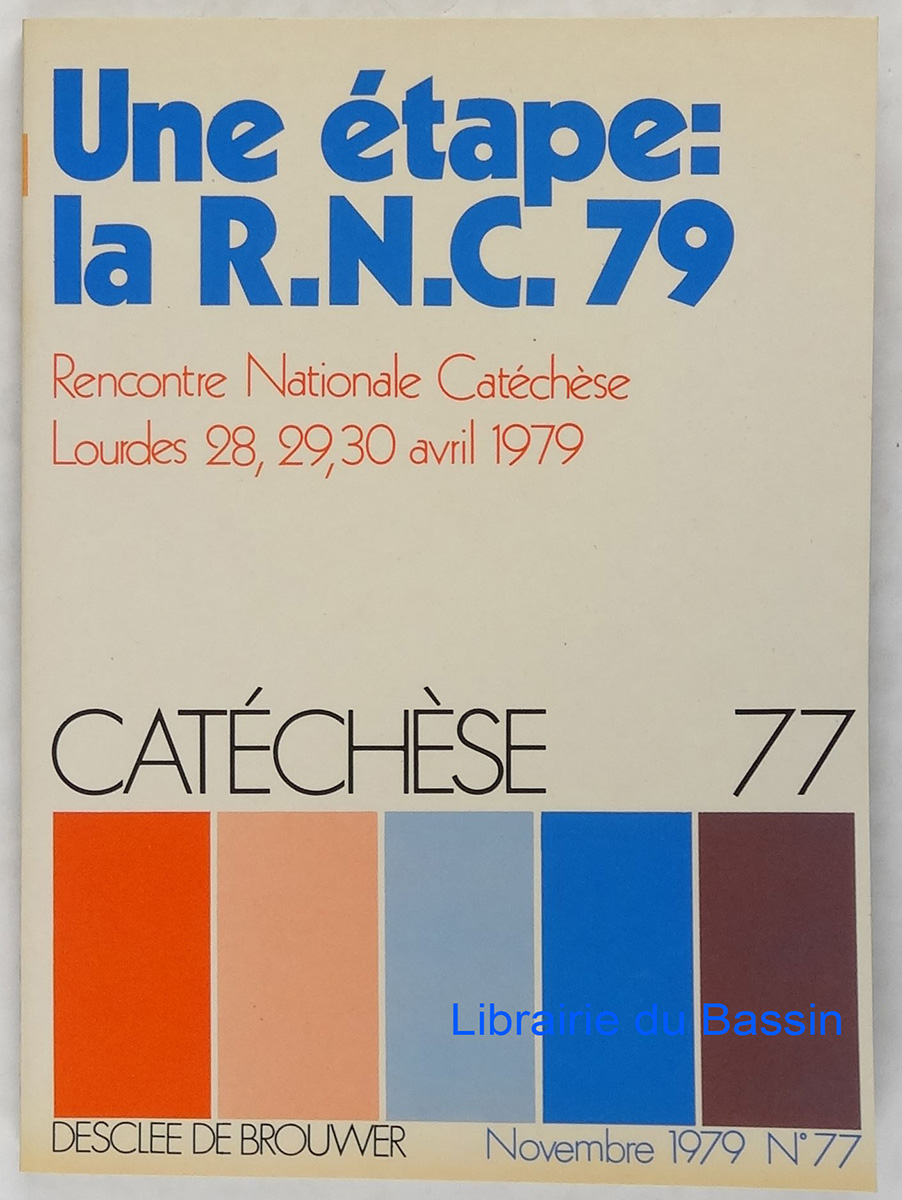 Une étape:
la R.N.C. 79
Rencontre Nationale Catéchèse
Lourdes 28, 29, 30 avril 1979
CATÉCHÈSE 77
Librairie du Bassin
DESCLEE DE BROUWER Novembre 1979 N° 77